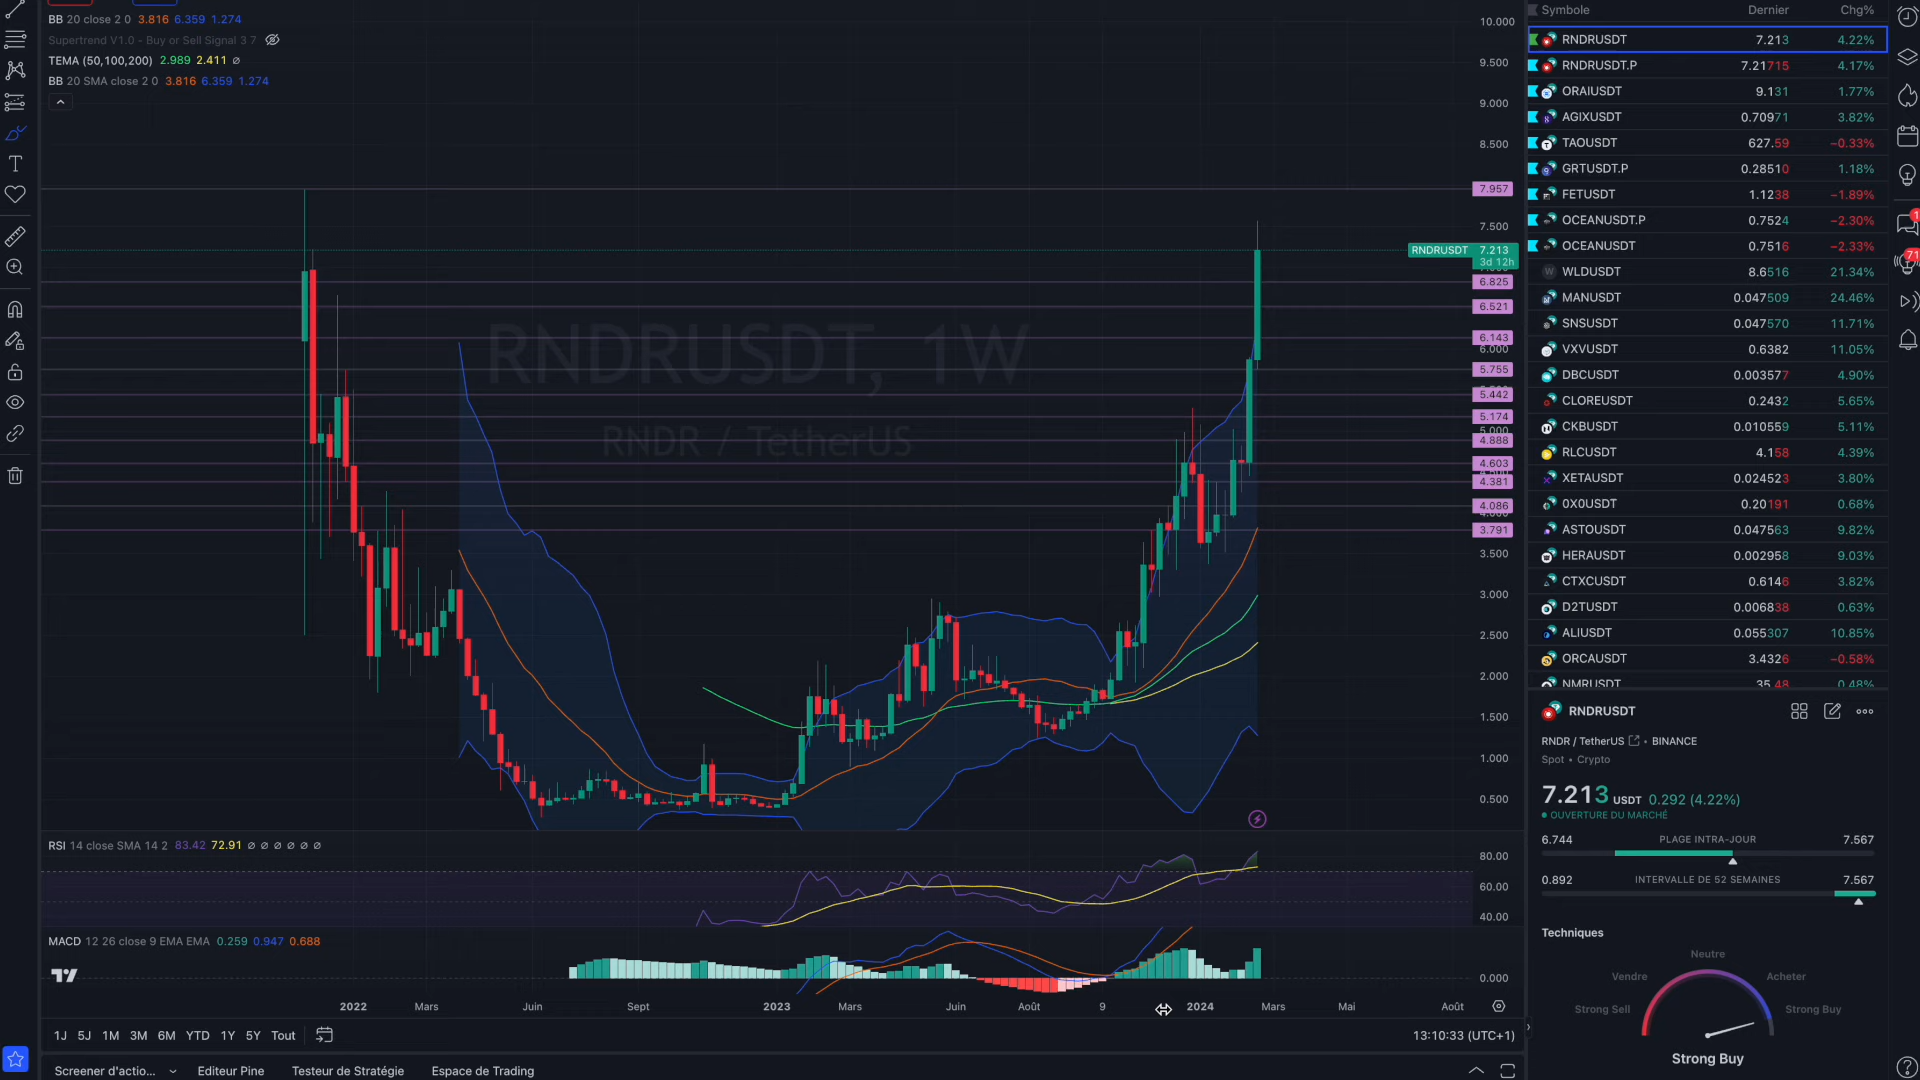 BB 20 close 2 0 3.816 6.359 1.274
Supertrend V1.0 - Buy or Sell Signal 3 7
TEMA (50,100,200) 2.989 2.411 ∅
BB 20 SMA close 2 0 3.816 6.359 1.274
RNDRUSDT, 1W
RNDR / TetherUS
10.000
9.500
9.000
8.500
7.957
7.500
RNDRUSDT 7.213
3d 12h
6.825
6.521
6.143
6.000
5.755
5.442
5.174
5.000
4.888
4.603
4.381
4.086
3.791
3.500
3.000
2.500
2.000
1.500
1.000
0.500
RSI 14 close SMA 14 2 83.42 72.91 ∅ ∅ ∅ ∅ ∅ ∅
80.00
60.00
40.00
MACD 12 26 close 9 EMA EMA 0.259 0.947 0.688
0.000
2022 Mars Juin Sept 2023 Mars Juin Août 9 2024 Mars Mai Août
1J 5J 1M 3M 6M YTD 1Y 5Y Tout
13:10:33 (UTC+1)
Screener d'actio... Editeur Pine Testeur de Stratégie Espace de Trading
Symbole Dernier Chg%
RNDRUSDT 7.213 4.22%
RNDRUSDT.P 7.21715 4.17%
ORAIUSDT 9.131 1.77%
AGIXUSDT 0.70971 3.82%
TAOUSDT 627.59 −0.33%
GRTUSDT.P 0.28510 1.18%
FETUSDT 1.1238 −1.89%
OCEANUSDT.P 0.7524 −2.30%
OCEANUSDT 0.7516 −2.33%
WLDUSDT 8.6516 21.34%
MANUSDT 0.047509 24.46%
SNSUSDT 0.047570 11.71%
VXVUSDT 0.6382 11.05%
DBCUSDT 0.003577 4.90%
CLOREUSDT 0.2432 5.65%
CKBUSDT 0.010559 5.11%
RLCUSDT 4.158 4.39%
XETAUSDT 0.024523 3.80%
0X0USDT 0.20191 0.68%
ASTOUSDT 0.047563 9.82%
HERAUSDT 0.002958 9.03%
CTXCUSDT 0.6146 3.82%
D2TUSDT 0.006838 0.63%
ALIUSDT 0.055307 10.85%
ORCAUSDT 3.4326 −0.58%
NMRUSDT 35.48 0.48%
RNDRUSDT
RNDR / TetherUS • BINANCE
Spot • Crypto
7.213 USDT 0.292 (4.22%)
OUVERTURE DU MARCHÉ
6.744 PLAGE INTRA-JOUR 7.567
0.892 INTERVALLE DE 52 SEMAINES 7.567
Techniques
Neutre
Vendre Acheter
Strong Sell Strong Buy
Strong Buy
1
71